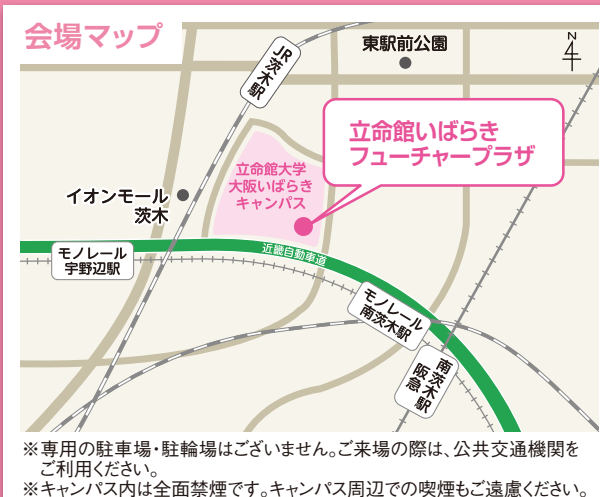 会場マップ
N
JR
茨木駅
東駅前公園
立命館いばらき
フューチャープラザ
立命館大学
大阪いばらき
キャンパス
イオンモール
茨木
モノレール
宇野辺駅
近畿自動車道
モノレール
南茨木駅
阪急
南茨木駅
※専用の駐車場・駐輪場はございません。ご来場の際は、公共交通機関を
ご利用ください。
※キャンパス内は全面禁煙です。キャンパス周辺での喫煙もご遠慮ください。